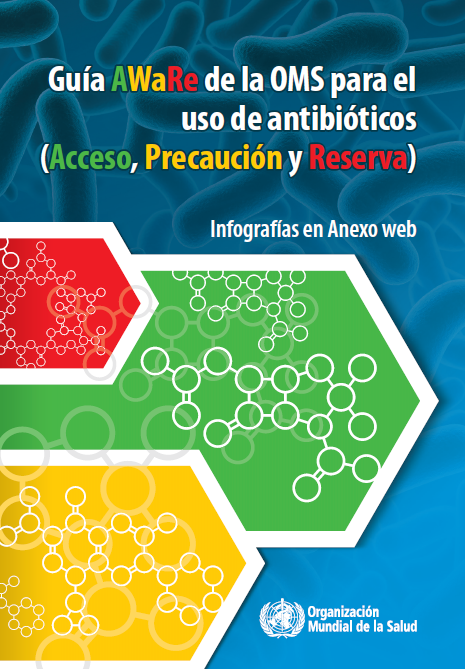 Guía AWaRe de la OMS para el
uso de antibióticos
(Acceso, Precaución y Reserva)
Infografías en Anexo web
Organización
Mundial de la Salud